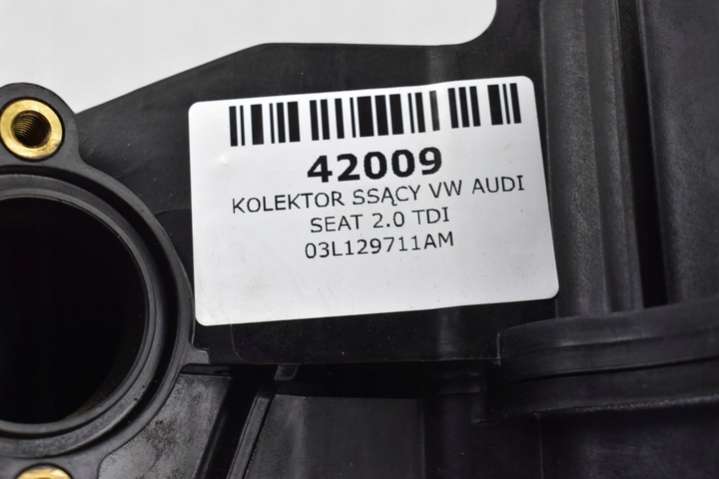 42009
KOLEKTOR SSĄCY VW AUDI
SEAT 2.0 TDI
03L129711AM